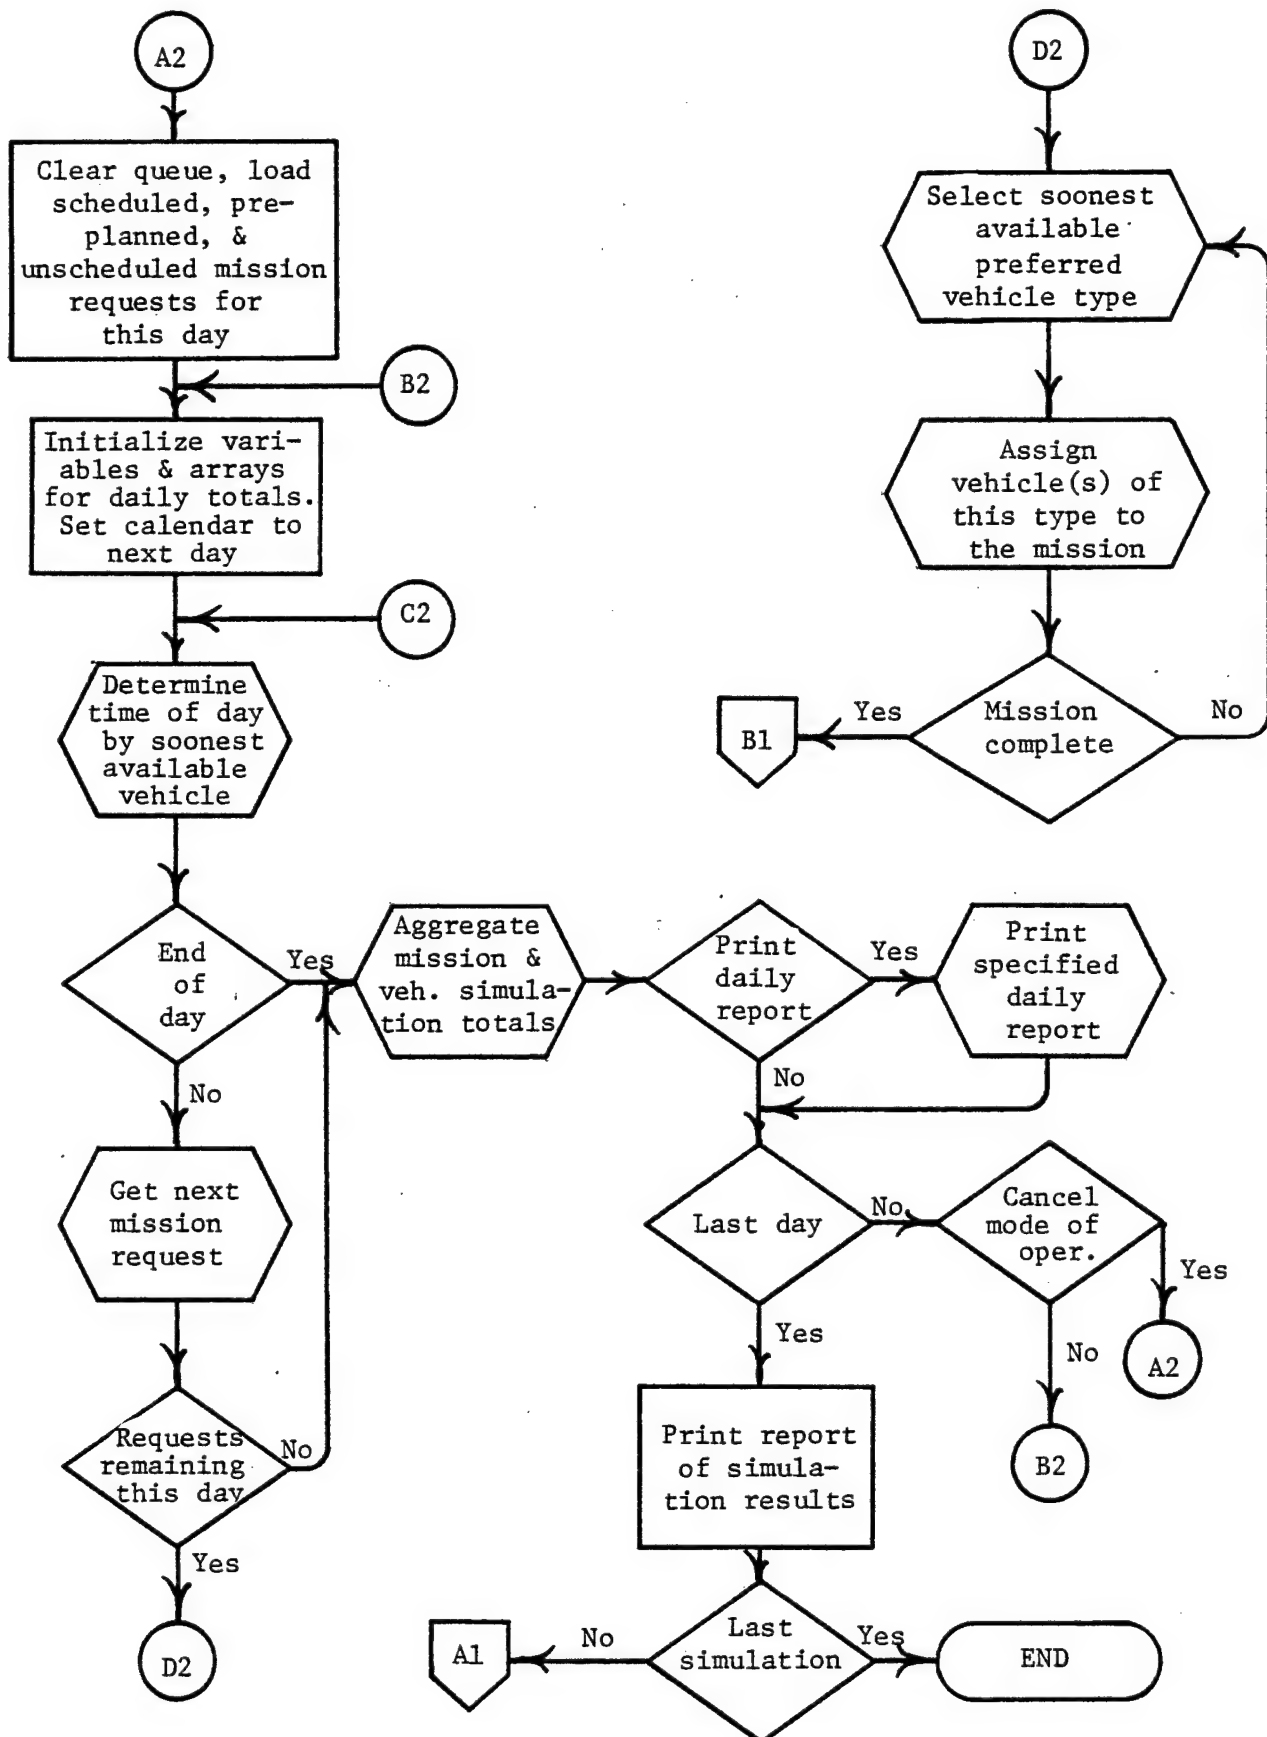 A2
Clear queue, load
scheduled, pre-
planned, &
unscheduled mission
requests for
this day
B2
Initialize vari-
ables & arrays
for daily totals.
Set calendar to
next day
C2
Determine
time of day
by soonest
available
vehicle
End
of
day
Yes
No
Get next
mission
request
Requests
remaining
this day
No
Yes
D2
D2
Select soonest
available
preferred
vehicle type
Assign
vehicle(s) of
this type to
the mission
Mission
complete
Yes
No
B1
Aggregate
mission &
veh. simula-
tion totals
Print
daily
report
Yes
No
Print
specified
daily
report
Last day
No
Yes
Cancel
mode of
oper.
Yes
No
A2
B2
Print report
of simula-
tion results
Last
simulation
No
Yes
A1
END